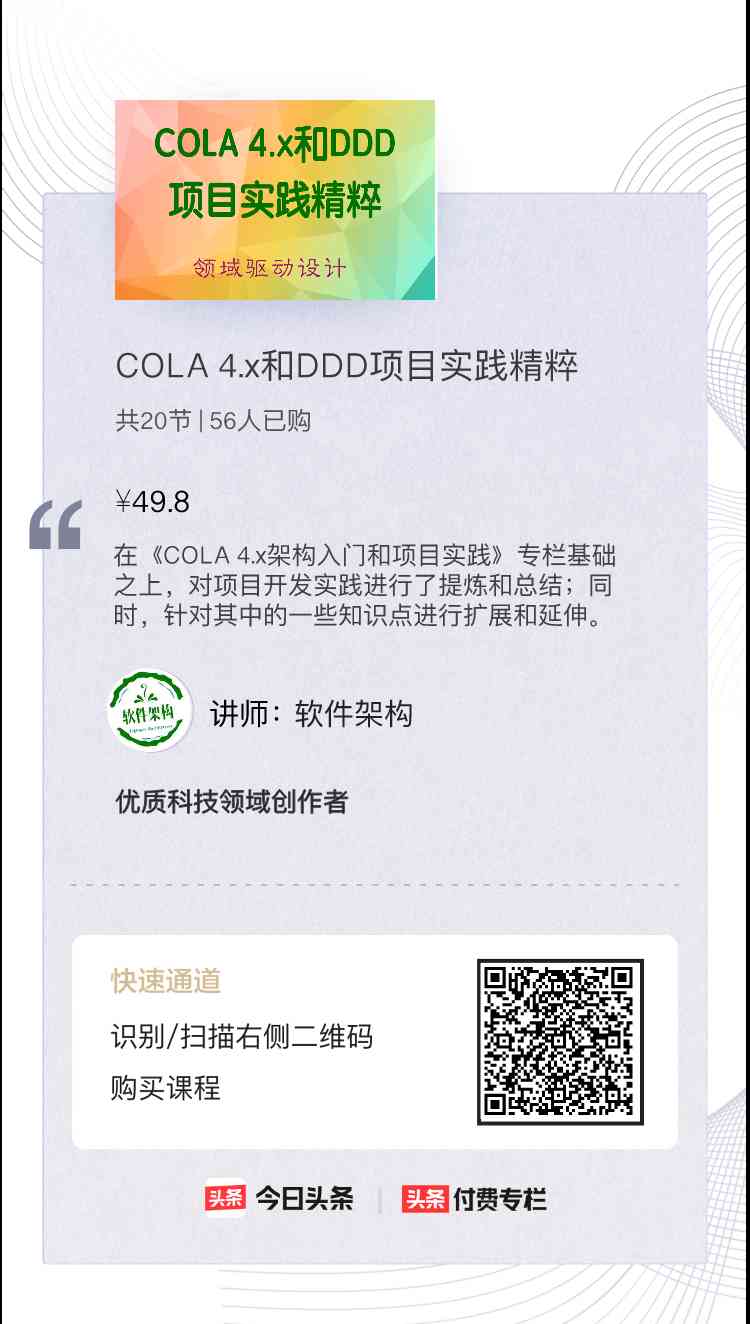 COLA 4.x和DDD
项目实践精粹
领域驱动设计
COLA 4.x和DDD项目实践精粹
共20节 | 56人已购
¥49.8
在《COLA 4.x架构入门和项目实践》专栏基础
之上，对项目开发实践进行了提炼和总结；同
时，针对其中的一些知识点进行扩展和延伸。
软件架构
讲师：软件架构
优质科技领域创作者
快速通道
识别/扫描右侧二维码
购买课程
头条 今日头条 | 头条 付费专栏